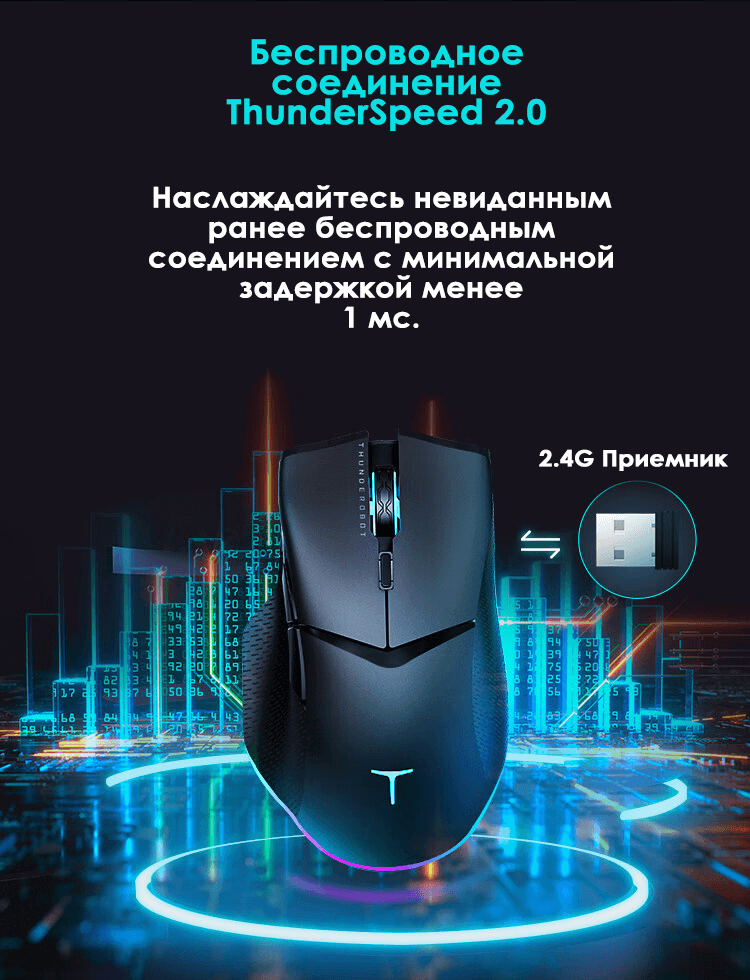 Беспроводное
соединение
ThunderSpeed 2.0
Наслаждайтесь невиданным
ранее беспроводным
соединением с минимальной
задержкой менее
1 мс.
2.4G Приемник
THUNDEROBOT